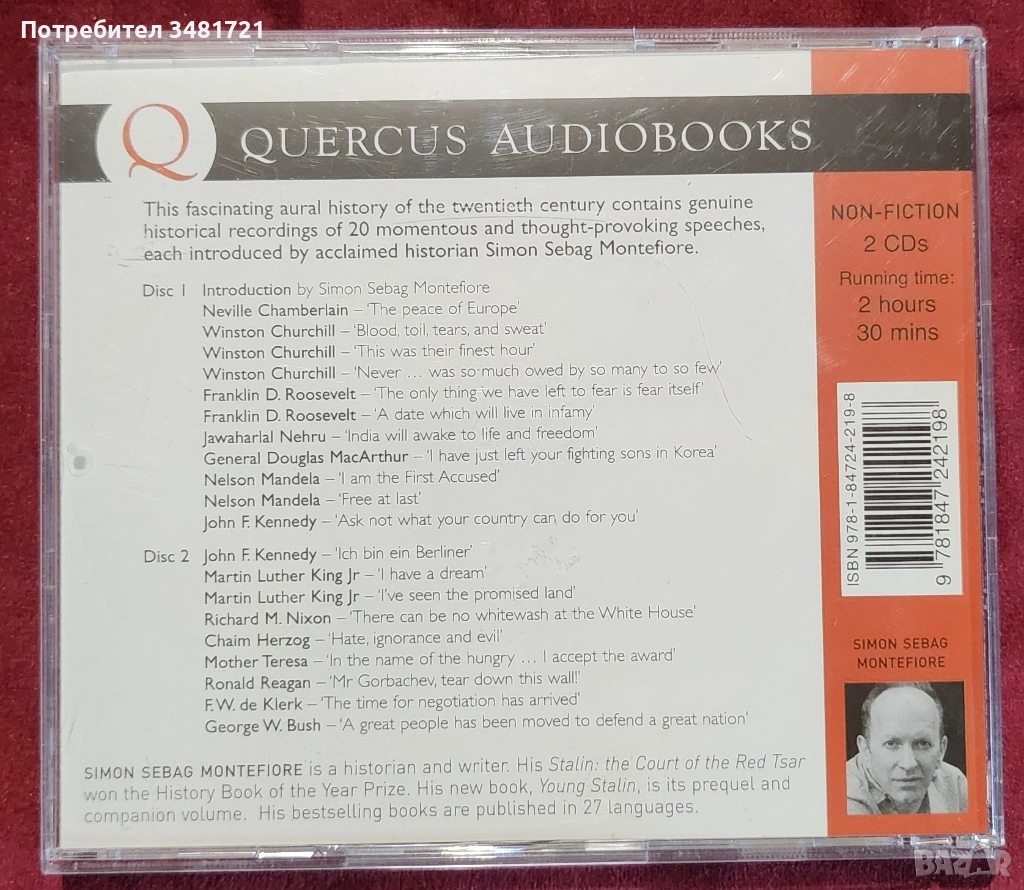 Потребител 3481721
Q QUERCUS AUDIOBOOKS
This fascinating aural history of the twentieth century contains genuine
historical recordings of 20 momentous and thought-provoking speeches,
each introduced by acclaimed historian Simon Sebag Montefiore.
Disc 1 Introduction by Simon Sebag Montefiore
Neville Chamberlain – 'The peace of Europe'
Winston Churchill – 'Blood, toil, tears, and sweat'
Winston Churchill – 'This was their finest hour'
Winston Churchill – 'Never ... was so much owed by so many to so few'
Franklin D. Roosevelt – 'The only thing we have left to fear is fear itself'
Franklin D. Roosevelt – 'A date which will live in infamy'
Jawaharlal Nehru – 'India will awake to life and freedom'
General Douglas MacArthur – 'I have just left your fighting sons in Korea'
Nelson Mandela – 'I am the First Accused'
Nelson Mandela – 'Free at last'
John F. Kennedy – 'Ask not what your country can do for you'
Disc 2 John F. Kennedy – 'Ich bin ein Berliner'
Martin Luther King Jr – 'I have a dream'
Martin Luther King Jr – 'I've seen the promised land'
Richard M. Nixon – 'There can be no whitewash at the White House'
Chaim Herzog – 'Hate, ignorance and evil'
Mother Teresa – 'In the name of the hungry ... I accept the award'
Ronald Reagan – 'Mr Gorbachev, tear down this wall!'
F.W. de Klerk – 'The time for negotiation has arrived'
George W. Bush – 'A great people has been moved to defend a great nation'
SIMON SEBAG MONTEFIORE is a historian and writer. His Stalin: the Court of the Red Tsar
won the History Book of the Year Prize. His new book, Young Stalin, is its prequel and
companion volume. His bestselling books are published in 27 languages.
NON-FICTION
2 CDs
Running time:
2 hours
30 mins
ISBN 978-1-84724-219-8
9 781847 242198
SIMON SEBAG
MONTEFIORE
BAZAR